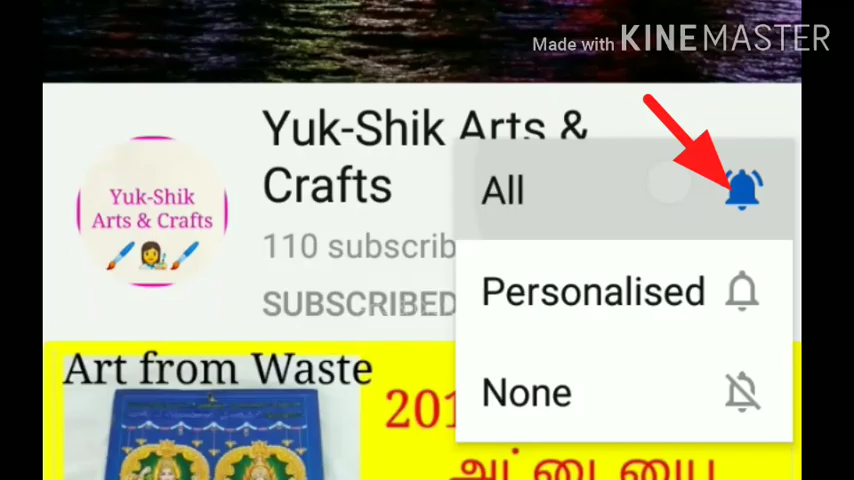 Made with KINEMASTER
Yuk-Shik Arts &
Crafts
Yuk-Shik
Arts & Crafts
110 subscrib
SUBSCRIBED
All
Personalised
None
Art from Waste
201
அட்டையை